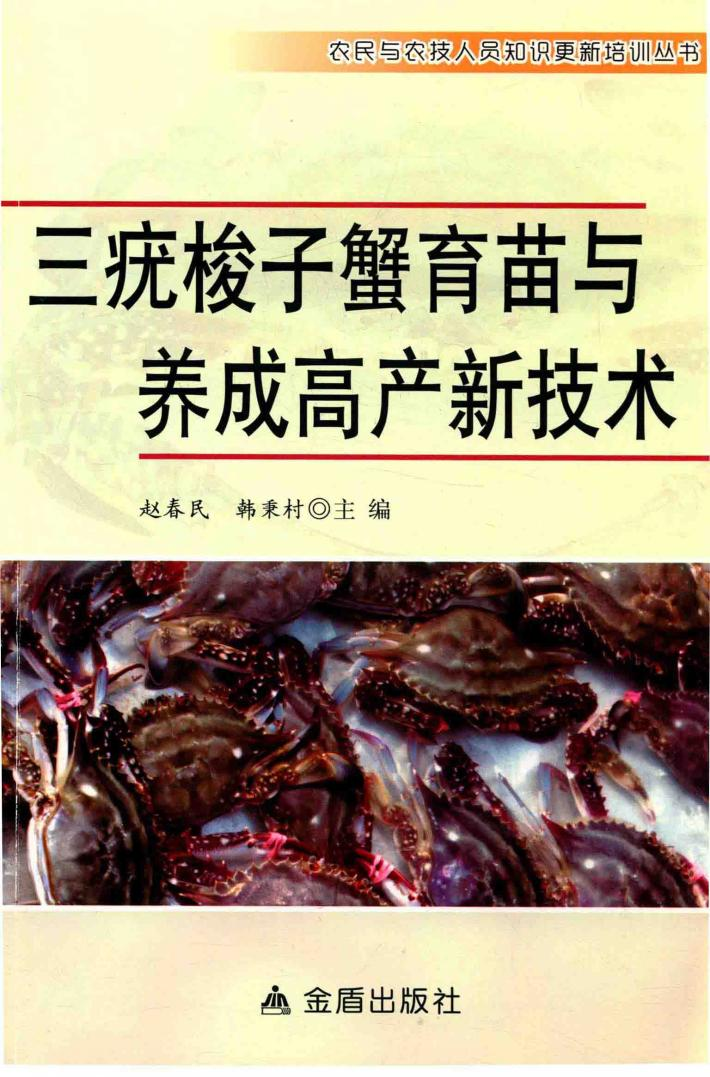 农民与农技人员知识更新培训丛书
三疣梭子蟹育苗与
养成高产新技术
赵春民 韩秉村◎主 编
金盾出版社